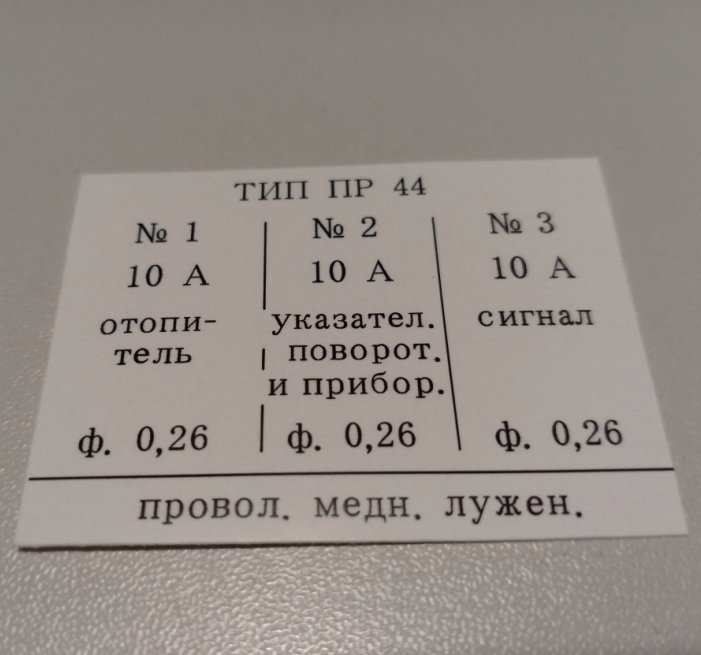 ТИП ПР 44
№ 1 № 2 № 3
10 А 10 А 10 А
отопи- указател. сигнал
тель поворот.
и прибор.
ф. 0,26 ф. 0,26 ф. 0,26
провол. медн. лужен.